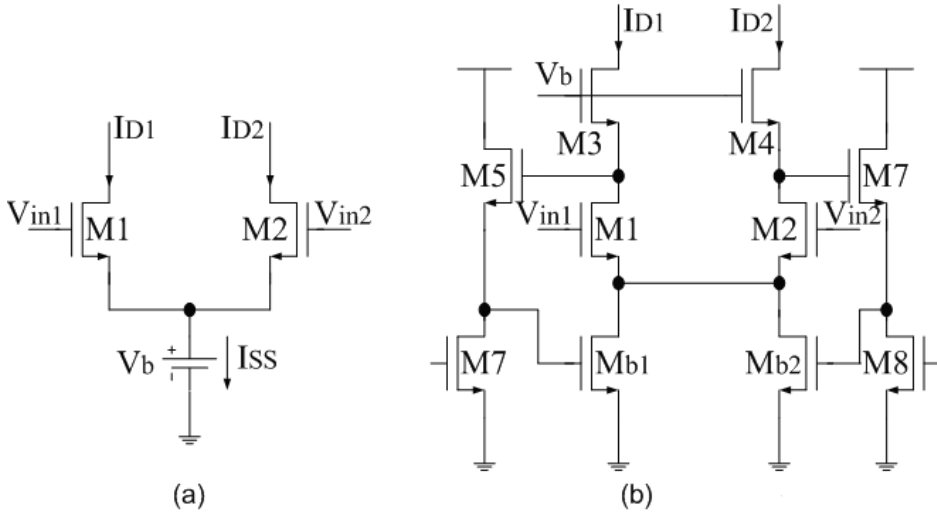 ID1
ID2
Vin1
M1
M2
Vin2
Vb
+
-
ISS
(a)
ID1
ID2
Vb
M3
M4
M5
M7
Vin1
M1
M2
Vin2
M7
Mb1
Mb2
M8
(b)